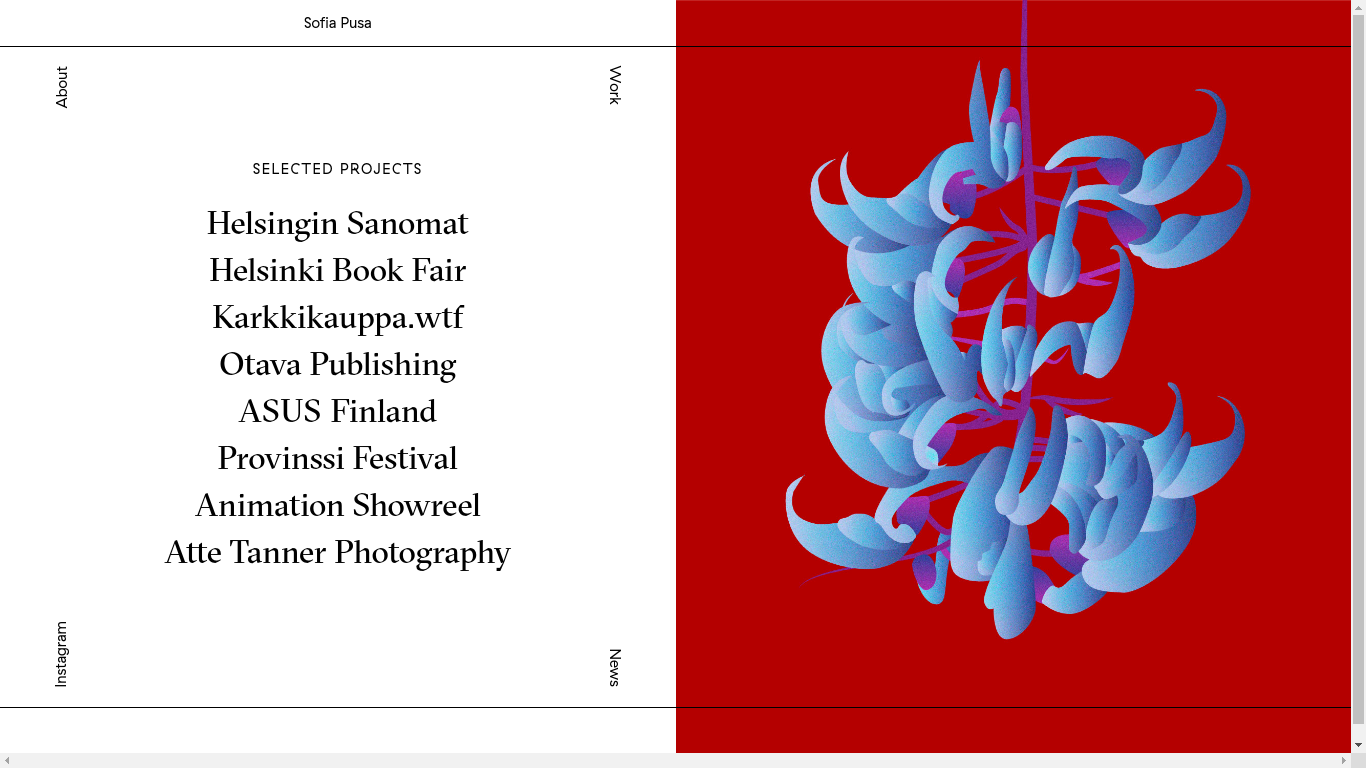 Sofia Pusa
About
Work
SELECTED PROJECTS
Helsingin Sanomat
Helsinki Book Fair
Karkkikauppa.wtf
Otava Publishing
ASUS Finland
Provinssi Festival
Animation Showreel
Atte Tanner Photography
Instagram
News